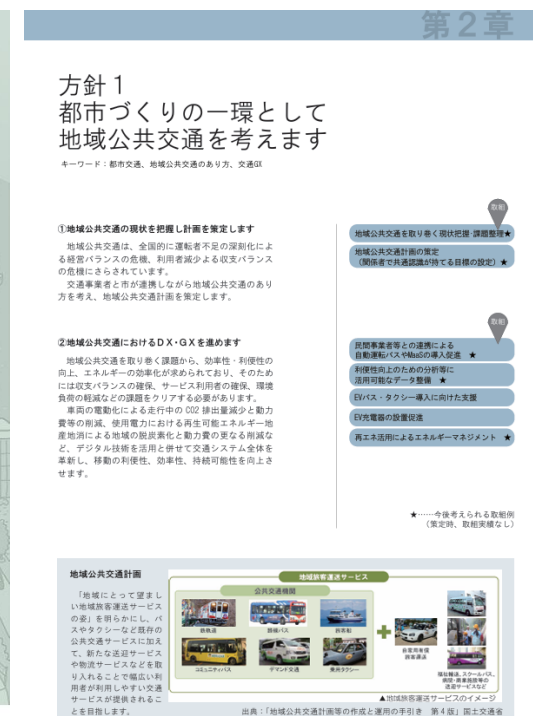 第２章
方針１
都市づくりの一環として
地域公共交通を考えます
キーワード：都市交通、地域公共交通のあり方、交通GX
①地域公共交通の現状を把握し計画を策定します
地域公共交通は、全国的に運転者不足の深刻化によ
る経営バランスの危機、利用者減少よる収支バランス
の危機にさらされています。
交通事業者と市が連携しながら地域公共交通のあり
方を考え、地域公共交通計画を策定します。
取組
地域公共交通を取り巻く現状把握・課題整理★
地域公共交通計画の策定
（関係者で共通認識が持てる目標の設定）★
②地域公共交通におけるＤＸ・ＧＸを進めます
地域公共交通を取り巻く課題から、効率性・利便性の
向上、エネルギーの効率化が求められており、そのため
には収支バランスの確保、サービス利用者の確保、環境
負荷の軽減などの課題をクリアする必要があります。
車両の電動化による走行中の CO2 排出量減少と動力
費等の削減、使用電力における再生可能エネルギー地
産地消による地域の脱炭素化と動力費の更なる削減な
ど、デジタル技術を活用と併せて交通システム全体を
革新し、移動の利便性、効率性、持続可能性を向上さ
せます。
取組
民間事業者等との連携による
自動運転バスやMaaSの導入促進　★
利便性向上のための分析等に
活用可能なデータ整備　★
EVバス・タクシー導入に向けた支援
EV充電器の設置促進
再エネ活用によるエネルギーマネジメント　★
★……今後考えられる取組例
（策定時、取組実績なし）
地域公共交通計画
「地域にとって望まし
い地域旅客運送サービス
の姿」を明らかにし、バ
スやタクシーなど既存の
公共交通サービスに加え
て、新たな送迎サービス
や物流サービスなどを取
り入れることで幅広い利
用者が利用しやすい交通
サービスが提供されるこ
とを目指します。
地域旅客運送サービス
公共交通機関
鉄軌道
路線バス
旅客船
コミュニティバス
デマンド交通
乗用タクシー
自家用有償
旅客運送
福祉輸送、スクールバス、
病院・商業施設等の
送迎サービスなど
▲地域旅客運送サービスのイメージ
出典：「地域公共交通計画等の作成と運用の手引き　第４版」国土交通省